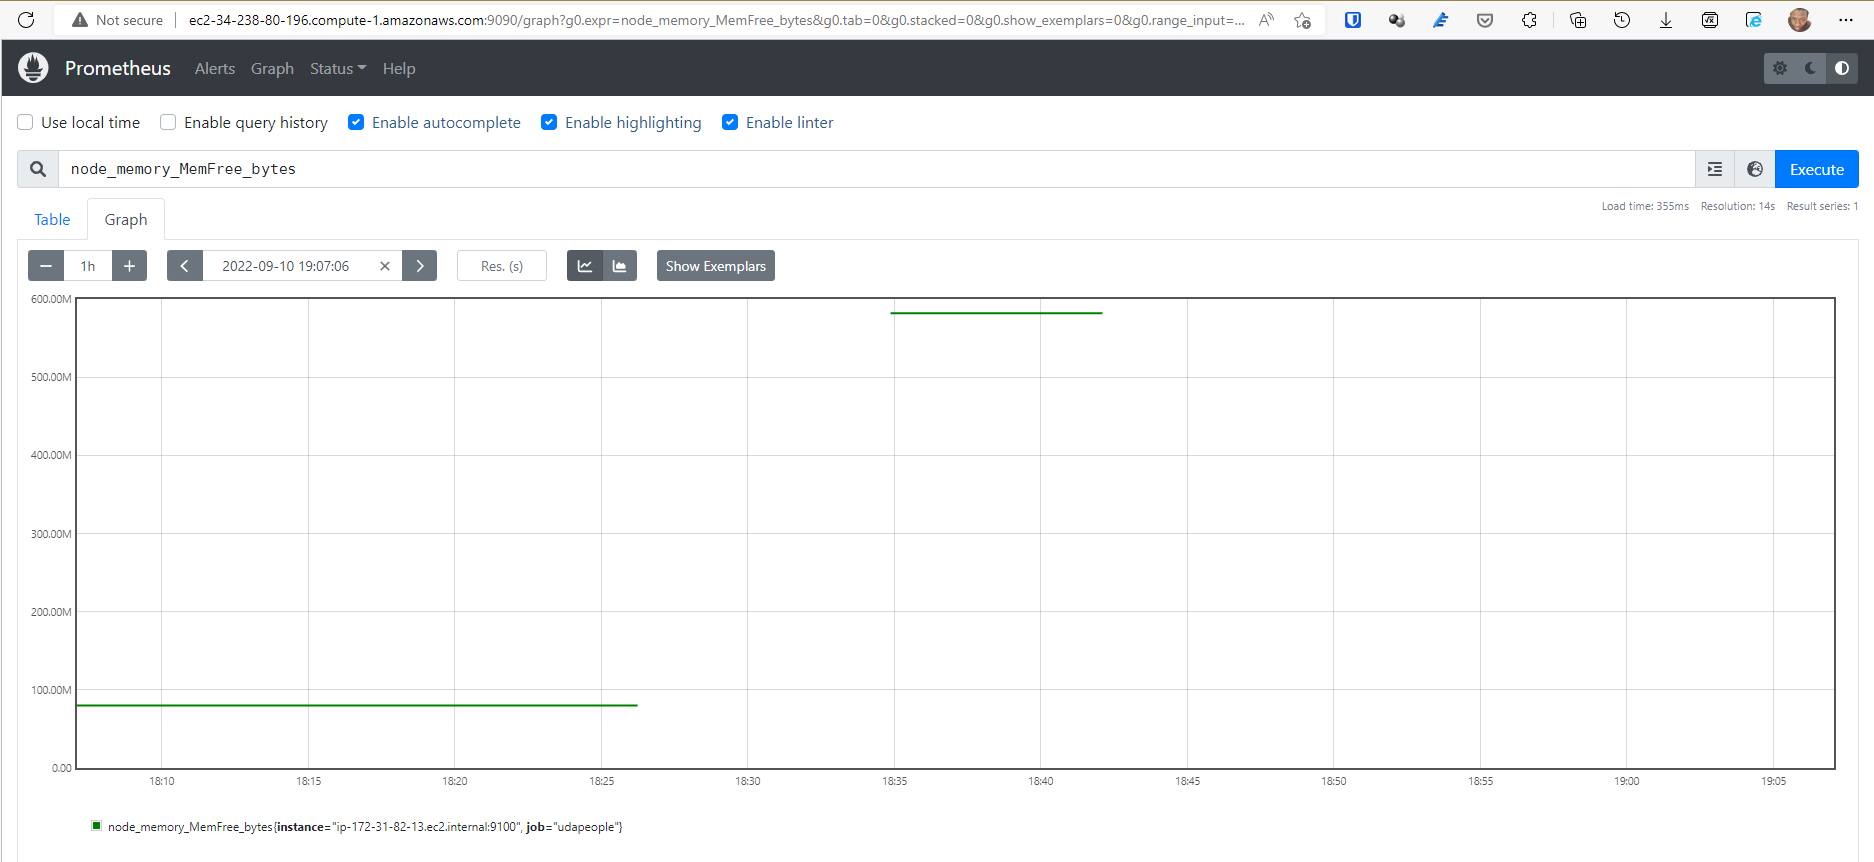 Not secure ec2-34-238-80-196.compute-1.amazonaws.com:9090/graph?g0.expr=node_memory_MemFree_bytes&g0.tab=0&g0.stacked=0&g0.show_exemplars=0&g0.range_input=...
Prometheus Alerts Graph Status Help
Use local time Enable query history Enable autocomplete Enable highlighting Enable linter
node_memory_MemFree_bytes Execute
Load time: 355ms Resolution: 14s Result series: 1
Table Graph
1h 2022-09-10 19:07:06 Res. (s) Show Exemplars
600.00M
500.00M
400.00M
300.00M
200.00M
100.00M
0.00
18:10 18:15 18:20 18:25 18:30 18:35 18:40 18:45 18:50 18:55 19:00 19:05
node_memory_MemFree_bytes{instance="ip-172-31-82-13.ec2.internal:9100", job="udapeople"}